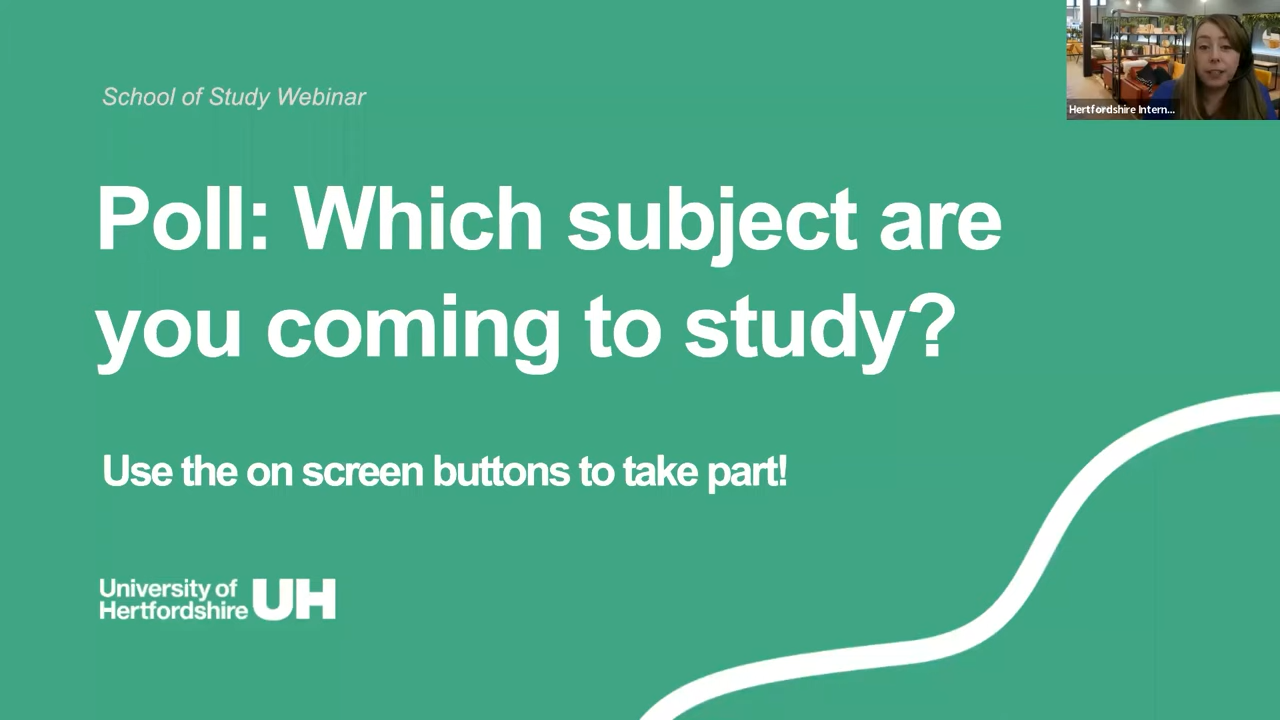 School of Study Webinar
Hertfordshire Intern...
Poll: Which subject are
you coming to study?
Use the on screen buttons to take part!
University of
Hertfordshire UH